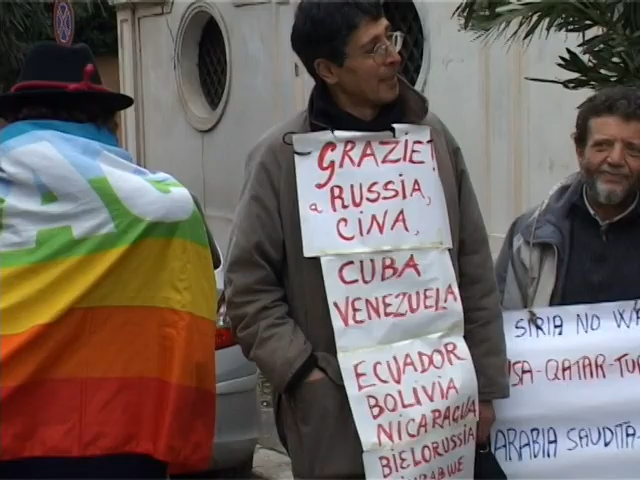 GRAZIE!
a RUSSIA,
CINA,
CUBA
VENEZUELA
ECUADOR
BOLIVIA
NICARAGUA
BIELORUSSIA
SIRIA NO
-QATAR-
ARABIA SAUDITA-